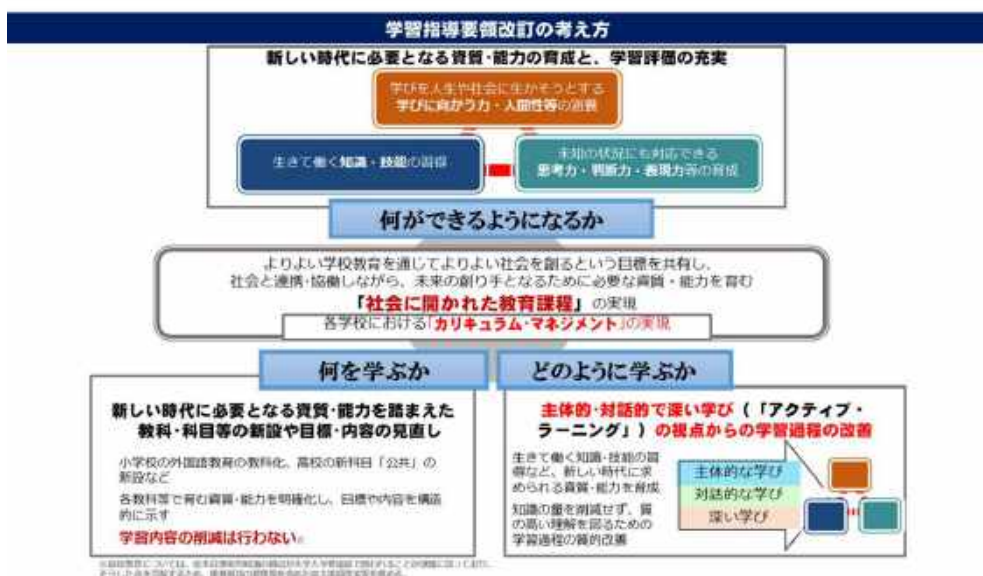 学習指導要領改訂の考え方
新しい時代に必要となる資質・能力の育成と、学習評価の充実
学びを人生や社会に生かそうとする
学びに向かう力・人間性等の涵養
生きて働く知識・技能の習得
未知の状況にも対応できる
思考力・判断力・表現力等の育成
何ができるようになるか
よりよい学校教育を通じてよりよい社会を創るという目標を共有し、
社会と連携・協働しながら、未来の創り手となるために必要な資質・能力を育む
「社会に開かれた教育課程」の実現
各学校における「カリキュラム・マネジメント」の実現
何を学ぶか
新しい時代に必要となる資質・能力を踏まえた
教科・科目等の新設や目標・内容の見直し
小学校の外国語教育の教科化、高校の新科目「公共」の
新設など
各教科等で育む資質・能力を明確化し、目標や内容を構造
的に示す
学習内容の削減は行わない※
どのように学ぶか
主体的・対話的で深い学び（「アクティブ・
ラーニング」）の視点からの学習過程の改善
生きて働く知識・技能の習
得など、新しい時代に求
められる資質・能力を育成
知識の量を削減せず、質
の高い理解を図るための
学習過程の質的改善
主体的な学び
対話的な学び
深い学び